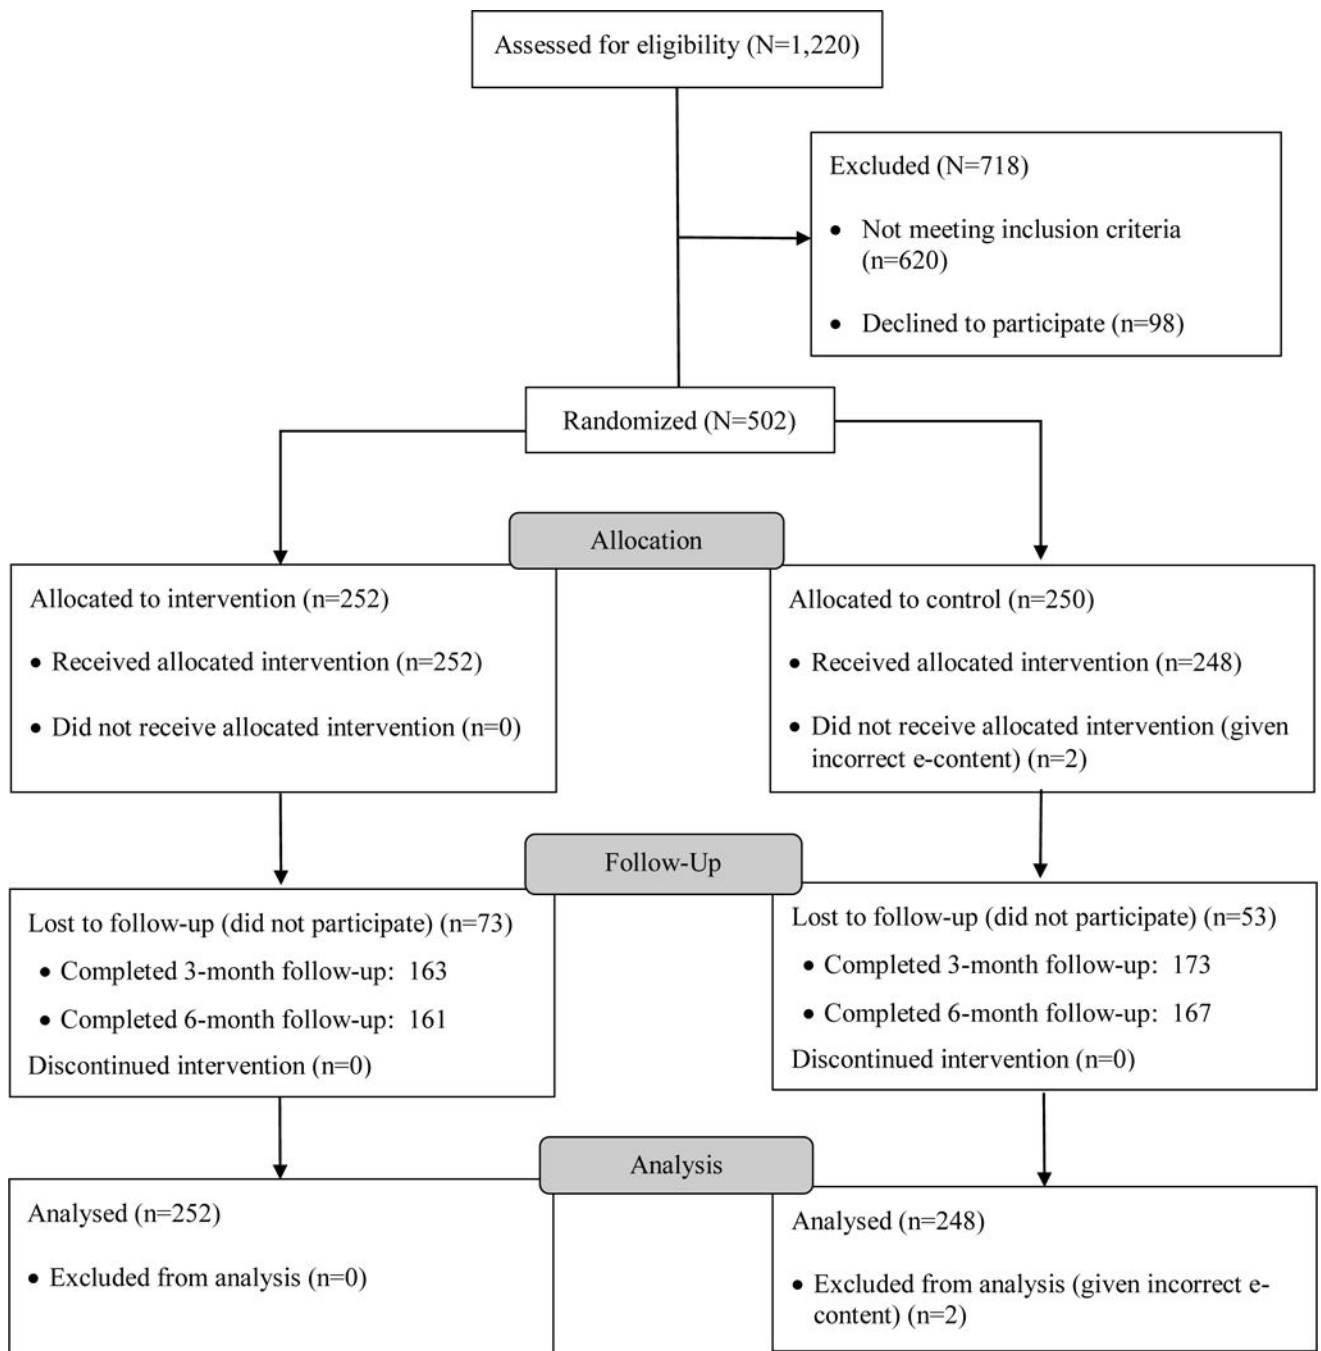 Assessed for eligibility (N=1,220)
Excluded (N=718)
• Not meeting inclusion criteria
(n=620)
• Declined to participate (n=98)
Randomized (N=502)
Allocation
Allocated to intervention (n=252)
• Received allocated intervention (n=252)
• Did not receive allocated intervention (n=0)
Allocated to control (n=250)
• Received allocated intervention (n=248)
• Did not receive allocated intervention (given
incorrect e-content) (n=2)
Follow-Up
Lost to follow-up (did not participate) (n=73)
• Completed 3-month follow-up:  163
• Completed 6-month follow-up:  161
Discontinued intervention (n=0)
Lost to follow-up (did not participate) (n=53)
• Completed 3-month follow-up:  173
• Completed 6-month follow-up:  167
Discontinued intervention (n=0)
Analysis
Analysed (n=252)
• Excluded from analysis (n=0)
Analysed (n=248)
• Excluded from analysis (given incorrect e-
content) (n=2)